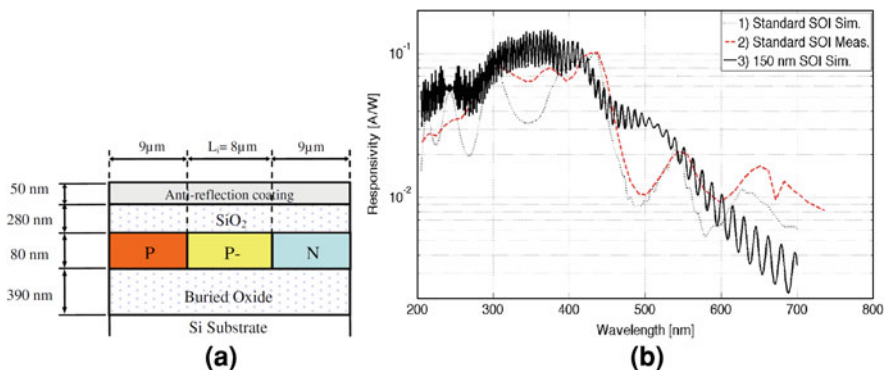 9μm
Lᵢ= 8μm
9μm
50 nm
Anti-reflection coating
280 nm
SiO₂
80 nm
P
P-
N
390 nm
Buried Oxide
Si Substrate
(a)
1) Standard SOI Sim.
2) Standard SOI Meas.
3) 150 nm SOI Sim.
10⁻¹
10⁻²
Responsivity [A/W]
200
300
400
500
600
700
800
Wavelength [nm]
(b)